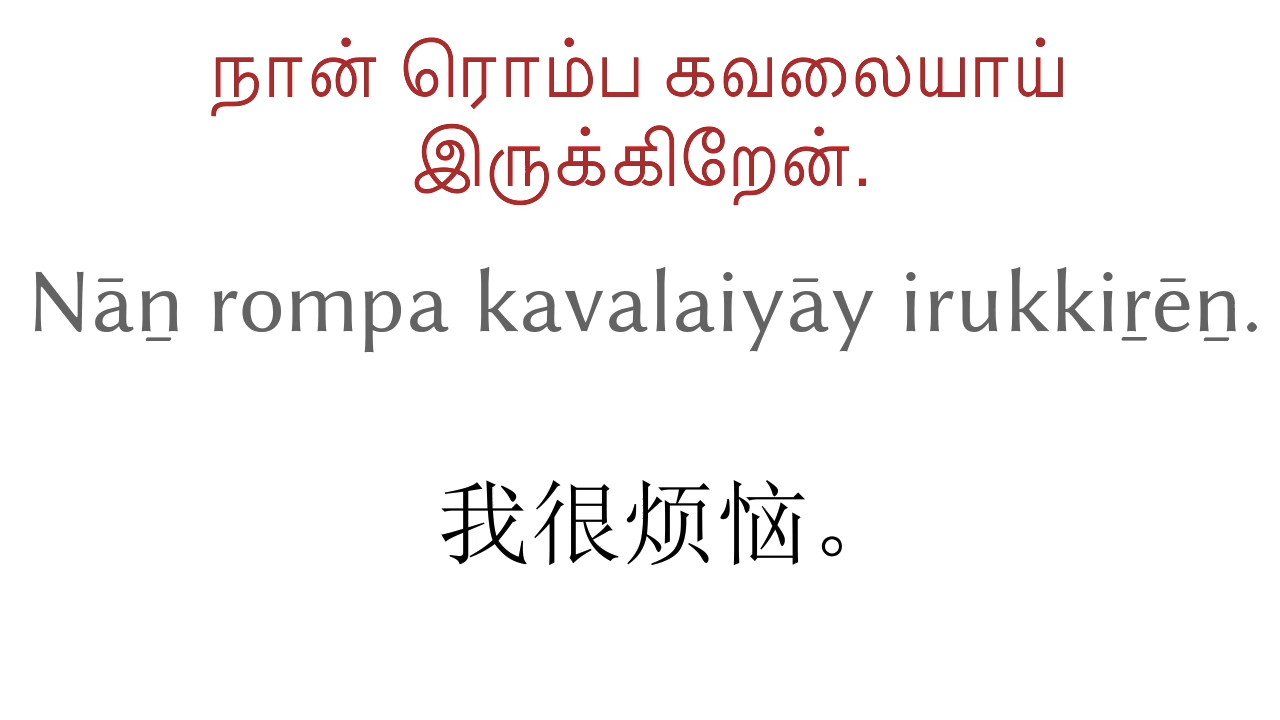 நான் ரொம்ப கவலையாய்
இருக்கிறேன்.
Nāṉ rompa kavalaiyāy irukkiṟēṉ.
我很烦恼。